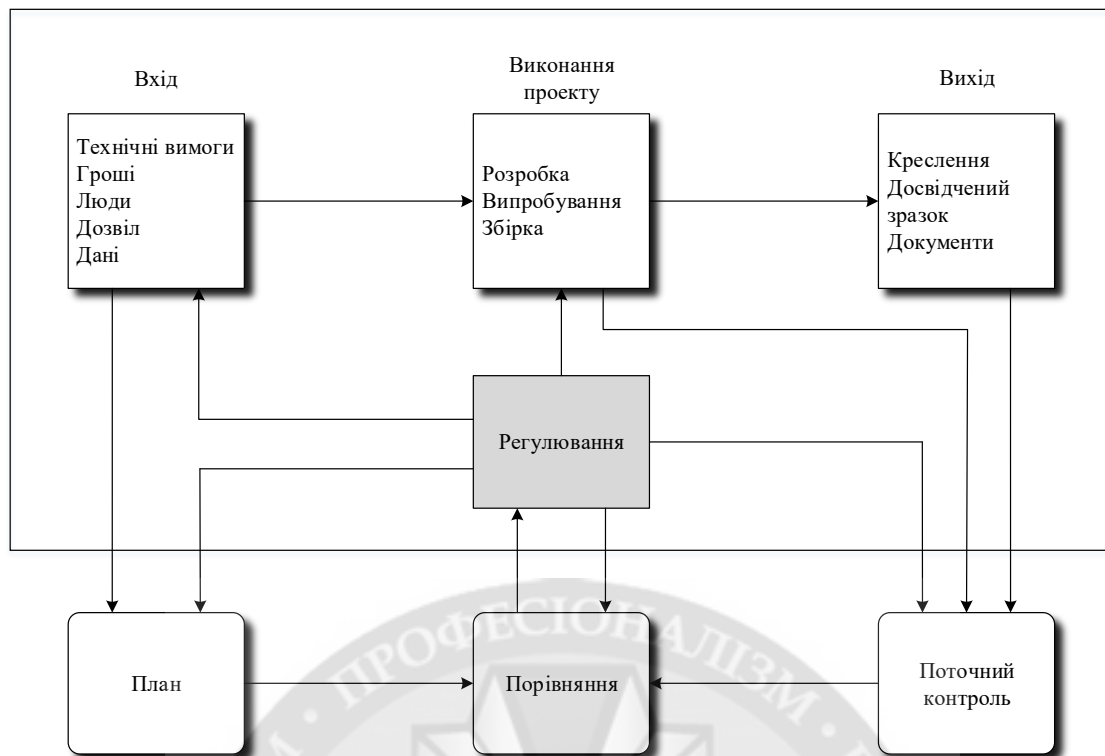 Вхід
Виконання
проекту
Вихід
Технічні вимоги
Гроші
Люди
Дозвіл
Дані
Розробка
Випробування
Збірка
Креслення
Досвідчений
зразок
Документи
Регулювання
План
Порівняння
Поточний
контроль
ПРОФЕСІОНАЛІЗМ